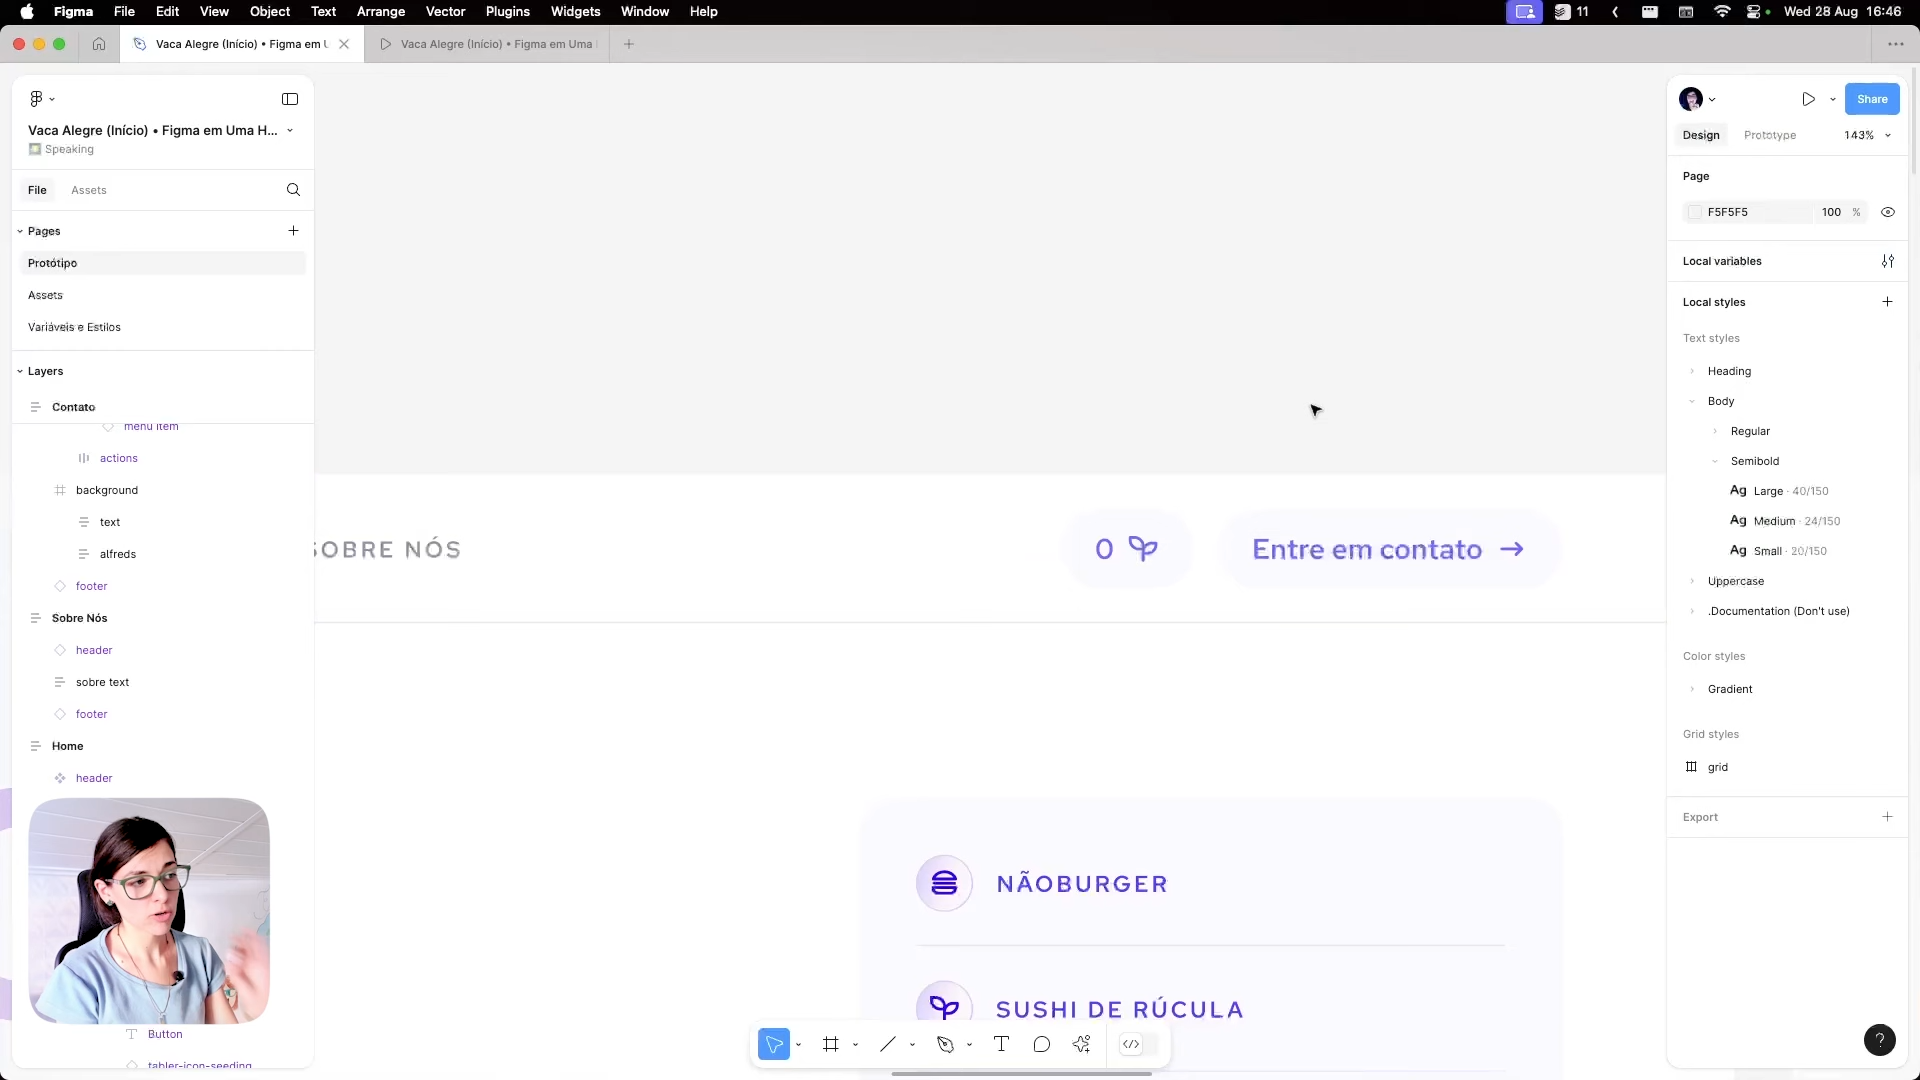 Figma File Edit View Object Text Arrange Vector Plugins Widgets Window Help 11 Wed 28 Aug 16:46
Vaca Alegre (Início) • Figma em U
Vaca Alegre (Início) • Figma em Uma
Vaca Alegre (Início) • Figma em Uma H...
Speaking
File Assets
Pages
Protótipo
Assets
Variáveis e Estilos
Layers
Contato
menu item
actions
background
text
alfreds
footer
Sobre Nós
header
sobre text
footer
Home
header
Button
tabler-icon-seeding
SOBRE NÓS
0
Entre em contato →
NÃOBURGER
SUSHI DE RÚCULA
Share
Design Prototype 143%
Page
F5F5F5 100 %
Local variables
Local styles
Text styles
Heading
Body
Regular
Semibold
Ag Large · 40/150
Ag Medium · 24/150
Ag Small · 20/150
Uppercase
.Documentation (Don't use)
Color styles
Gradient
Grid styles
grid
Export
?